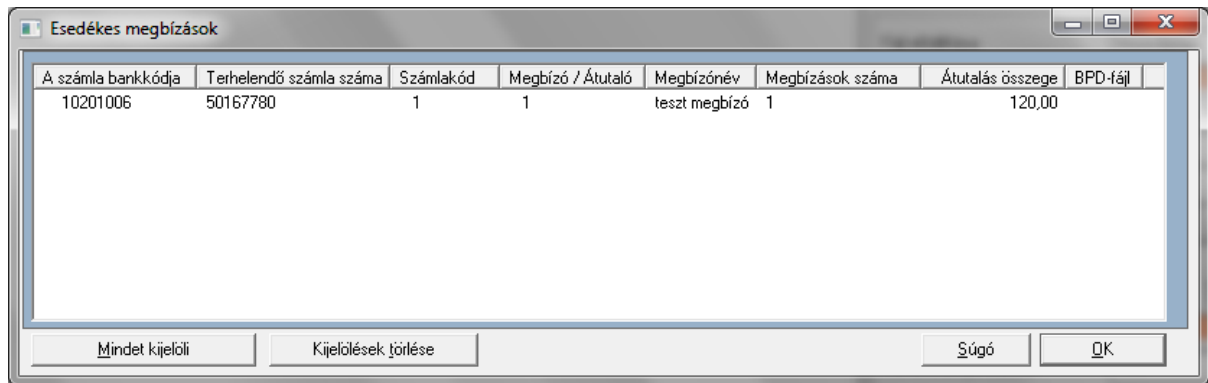 Esedékes megbízások
A számla bankkódja Terhelendő számla száma Számlakód Megbízó / Átutaló Megbízónév Megbízások száma Átutalás összege BPD-fájl
10201006 50167780 1 1 teszt megbízó 1 120,00
Mindet kijelöli Kijelölések törlése Súgó OK